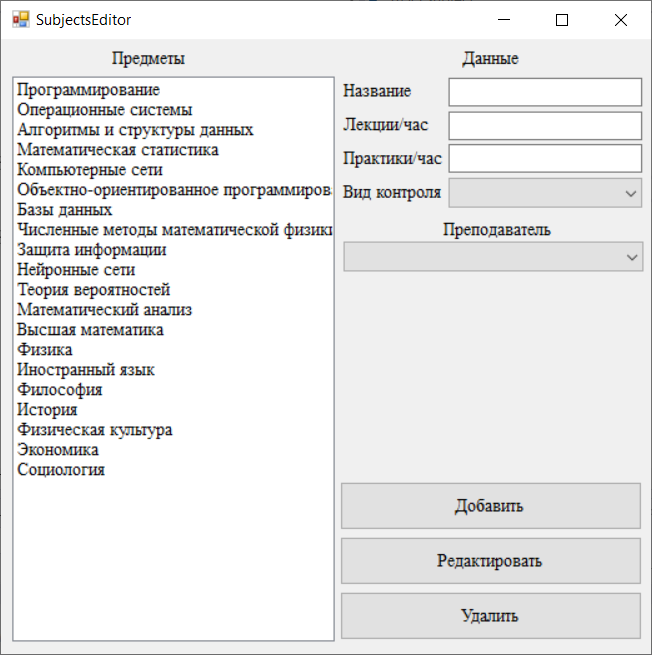 SubjectsEditor
Предметы
Программирование
Операционные системы
Алгоритмы и структуры данных
Математическая статистика
Компьютерные сети
Объектно-ориентированное программирова
Базы данных
Численные методы математической физики
Защита информации
Нейронные сети
Теория вероятностей
Математический анализ
Высшая математика
Физика
Иностранный язык
Философия
История
Физическая культура
Экономика
Социология
Данные
Название
Лекции/час
Практики/час
Вид контроля
Преподаватель
Добавить
Редактировать
Удалить